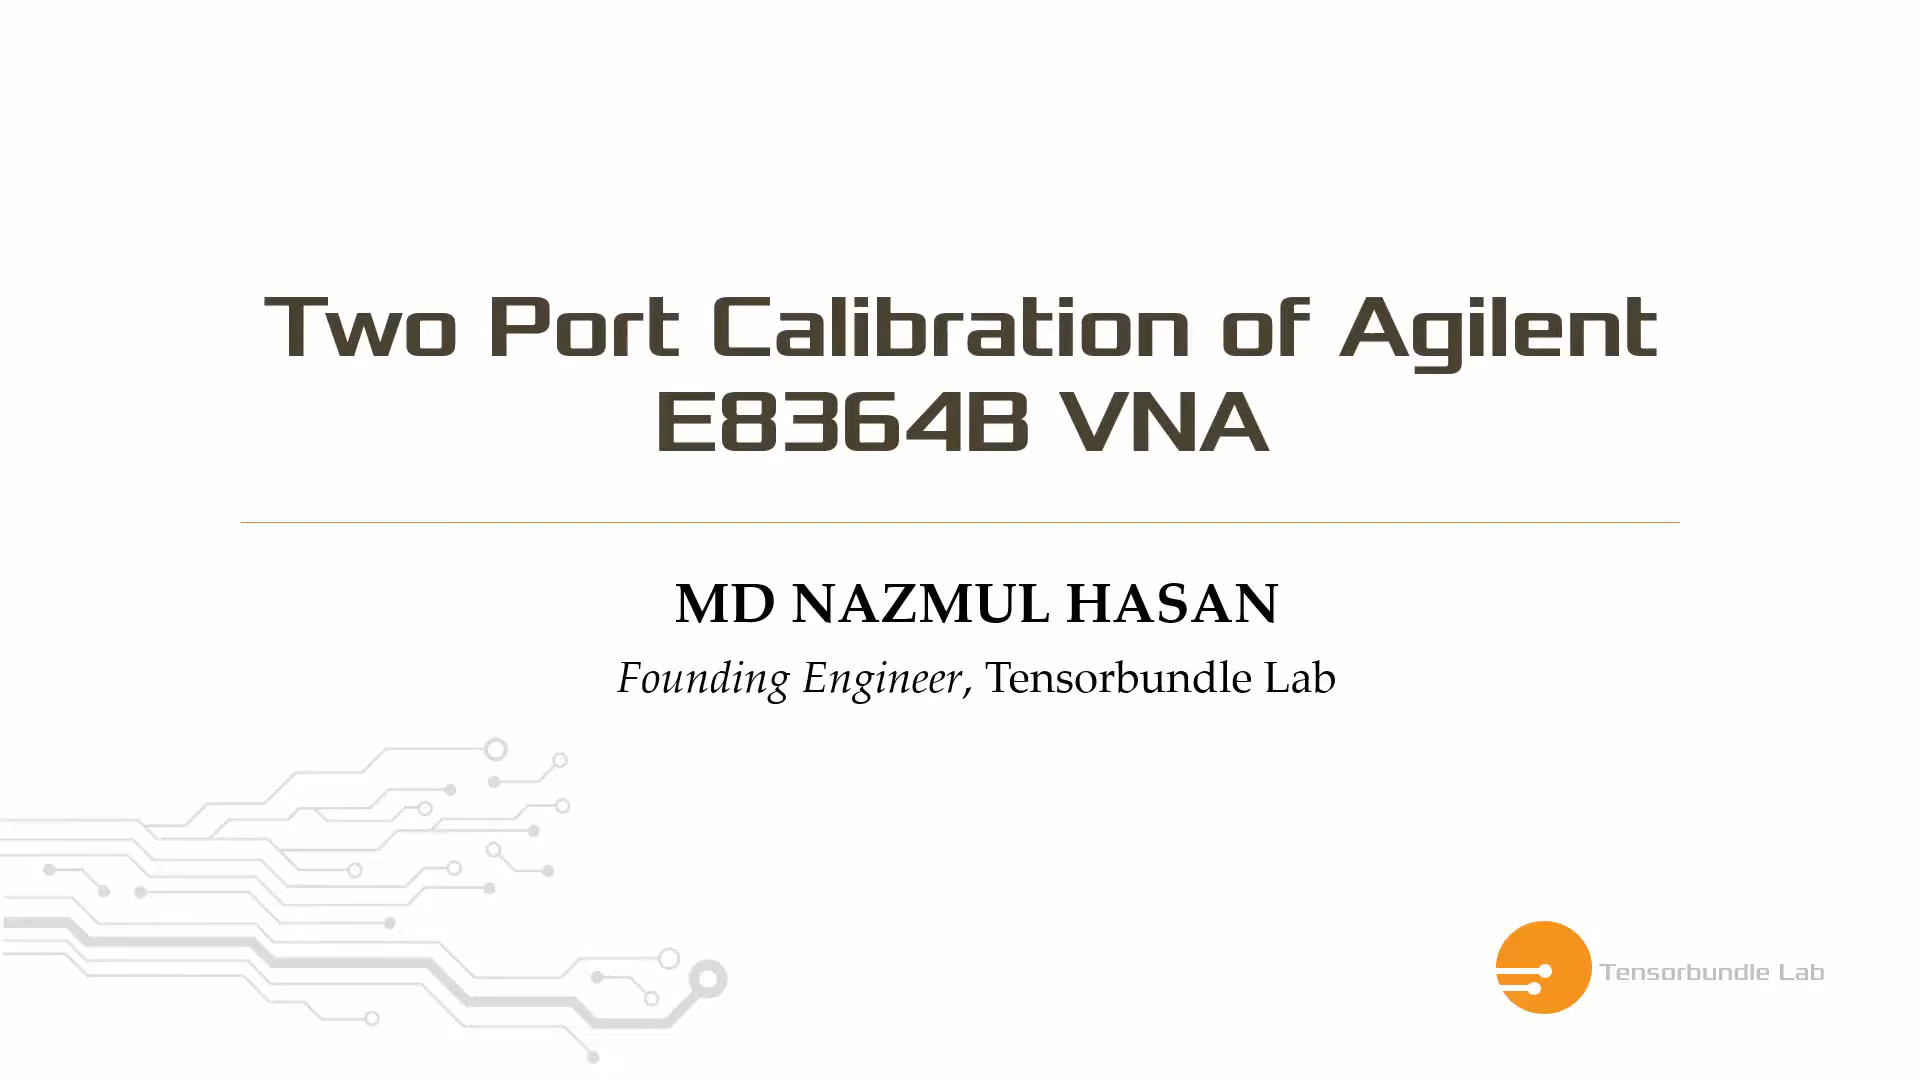 Two Port Calibration of Agilent
E8364B VNA
MD NAZMUL HASAN
Founding Engineer, Tensorbundle Lab
Tensorbundle Lab